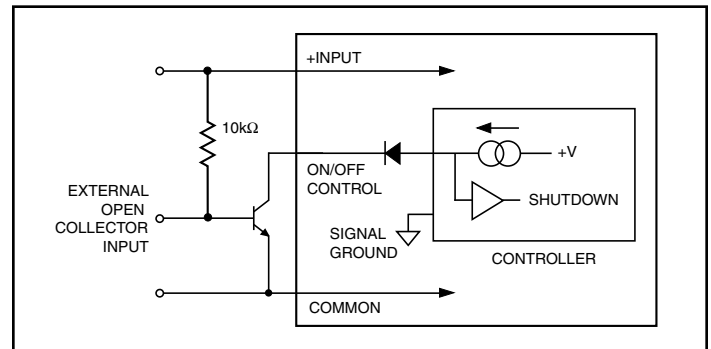 +INPUT
10kΩ
ON/OFF
CONTROL
+V
SHUTDOWN
EXTERNAL
OPEN
COLLECTOR
INPUT
SIGNAL
GROUND
CONTROLLER
COMMON